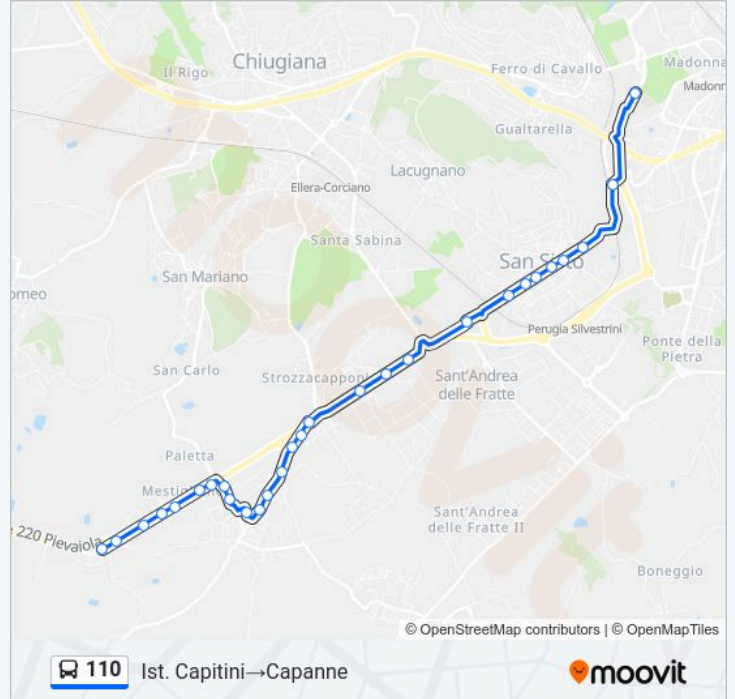 Madonna
Chiugiana
Ferro di Cavallo
Il Rigo
Madonn
Gualtarella
Lacugnano
Ellera-Corciano
Santa Sabina
San Sisto
San Mariano
omeo
Perugia Silvestrini
Ponte della
Pietra
San Carlo
Strozzacapponi
Sant'Andrea
delle Fratte
Paletta
Sant'Andrea
delle Fratte II
e 220 Pievaiola
Boneggio
© OpenStreetMap contributors | © OpenMapTiles
110 Ist. Capitini→Capanne
moovit